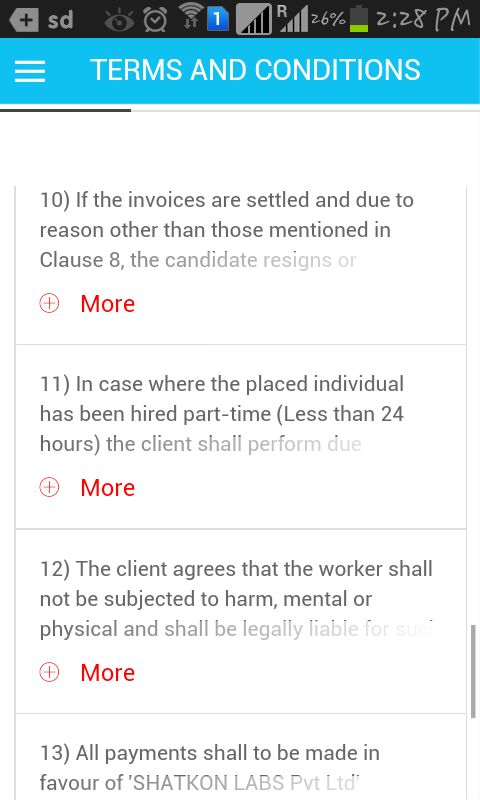 sd
1
R
26%
2:28 PM
TERMS AND CONDITIONS
10) If the invoices are settled and due to
reason other than those mentioned in
Clause 8, the candidate resigns or
More
11) In case where the placed individual
has been hired part-time (Less than 24
hours) the client shall perform due
More
12) The client agrees that the worker shall
not be subjected to harm, mental or
physical and shall be legally liable for such
More
13) All payments shall to be made in
favour of 'SHATKON LABS Pvt Ltd'